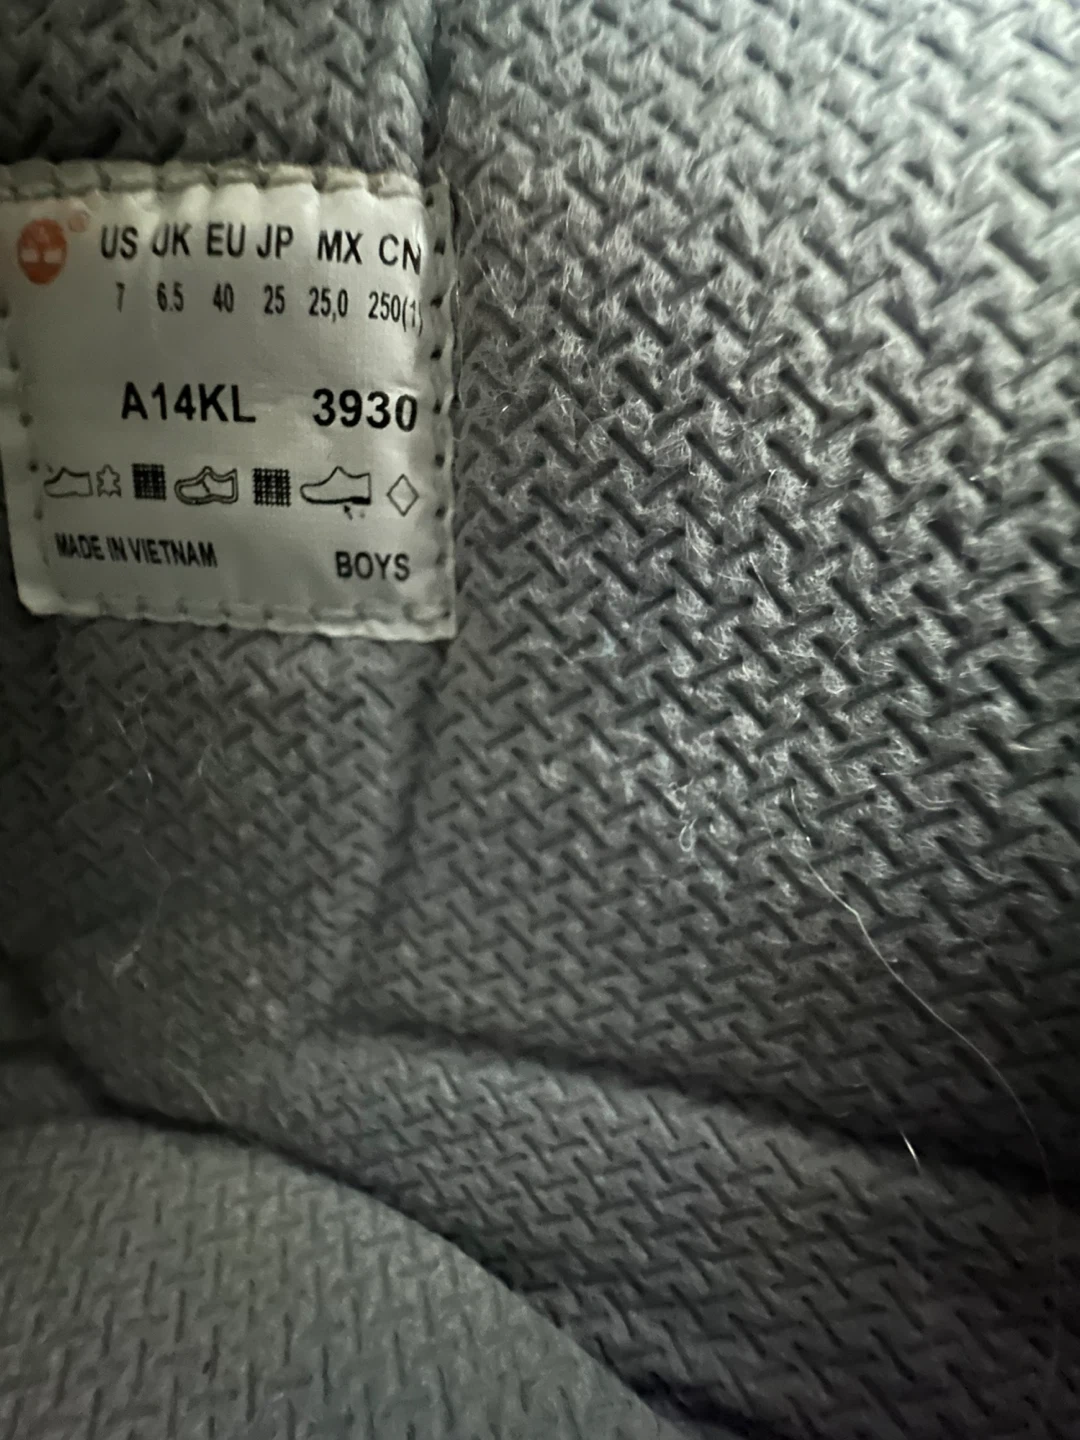 US UK EU JP MX CN
7 6.5 40 25 25,0 250(1)
A14KL 3930
MADE IN VIETNAM BOYS